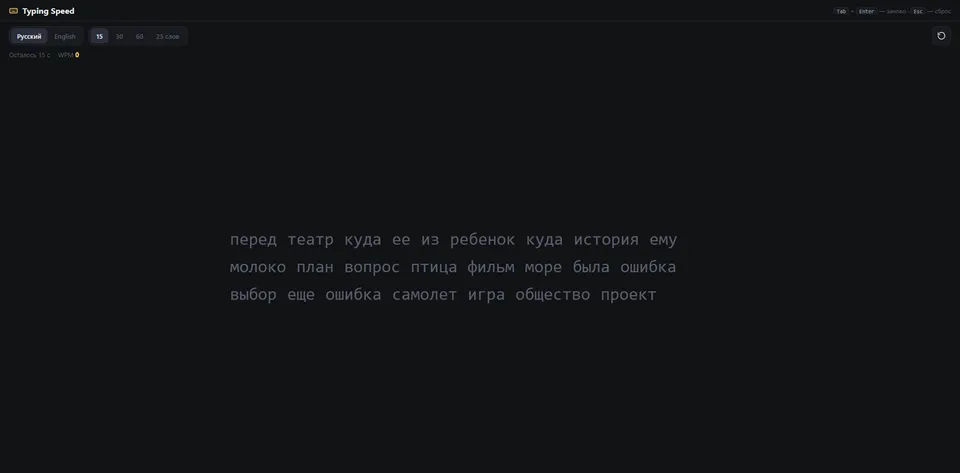 Typing Speed
Tab + Enter — заново · Esc — сброс
Русский English 15 30 60 25 слов
Осталось 15 с · WPM 0
перед театр куда ее из ребенок куда история ему
молоко план вопрос птица фильм море была ошибка
выбор еще ошибка самолет игра общество проект